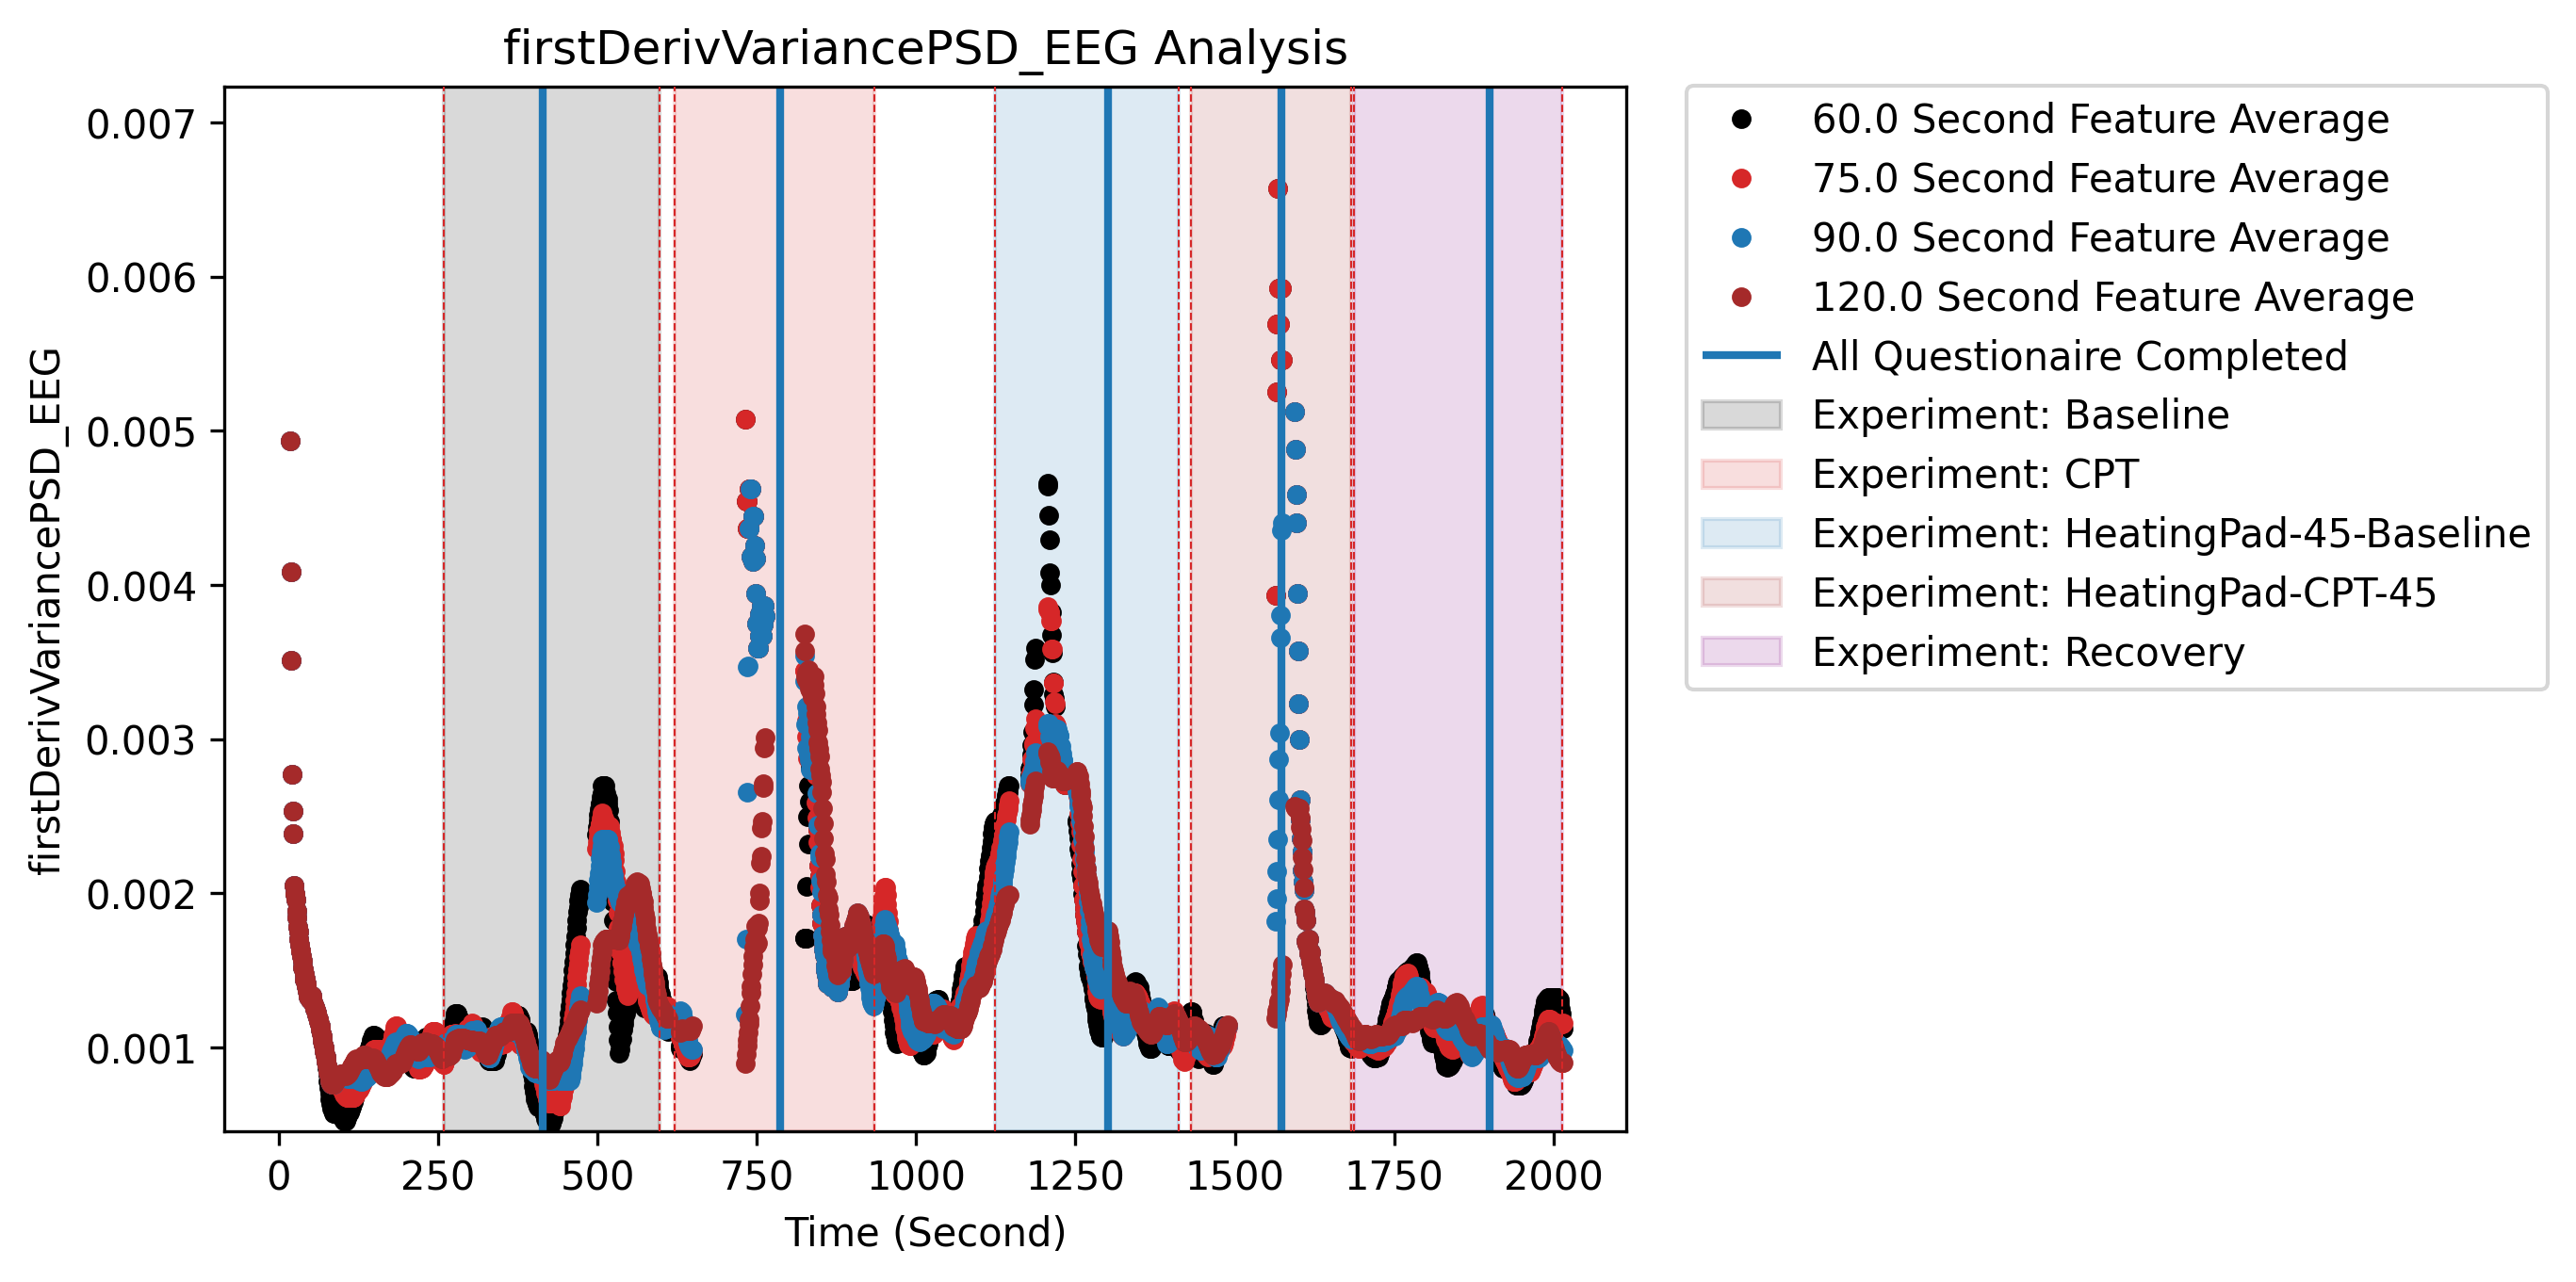 firstDerivVariancePSD_EEG Analysis
firstDerivVariancePSD_EEG
0.007
0.006
0.005
0.004
0.003
0.002
0.001
0
250
500
750
1000
1250
1500
1750
2000
Time (Second)
60.0 Second Feature Average
75.0 Second Feature Average
90.0 Second Feature Average
120.0 Second Feature Average
All Questionaire Completed
Experiment: Baseline
Experiment: CPT
Experiment: HeatingPad-45-Baseline
Experiment: HeatingPad-CPT-45
Experiment: Recovery